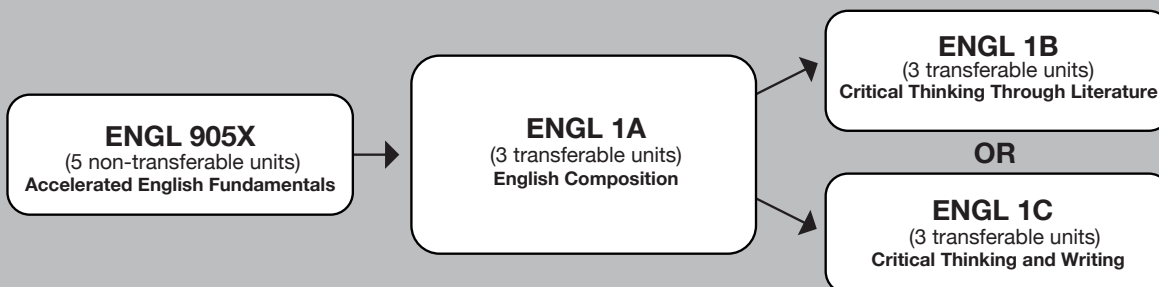 ENGL 905X
(5 non-transferable units)
Accelerated English Fundamentals
ENGL 1A
(3 transferable units)
English Composition
ENGL 1B
(3 transferable units)
Critical Thinking Through Literature
OR
ENGL 1C
(3 transferable units)
Critical Thinking and Writing